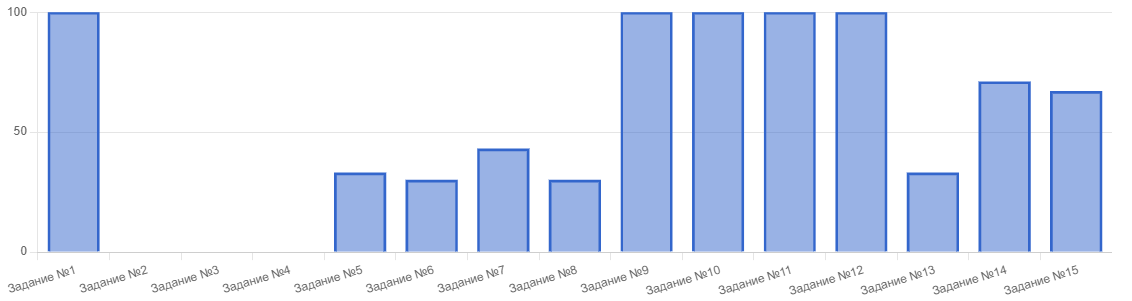 100
50
0
Задание №1
Задание №2
Задание №3
Задание №4
Задание №5
Задание №6
Задание №7
Задание №8
Задание №9
Задание №10
Задание №11
Задание №12
Задание №13
Задание №14
Задание №15